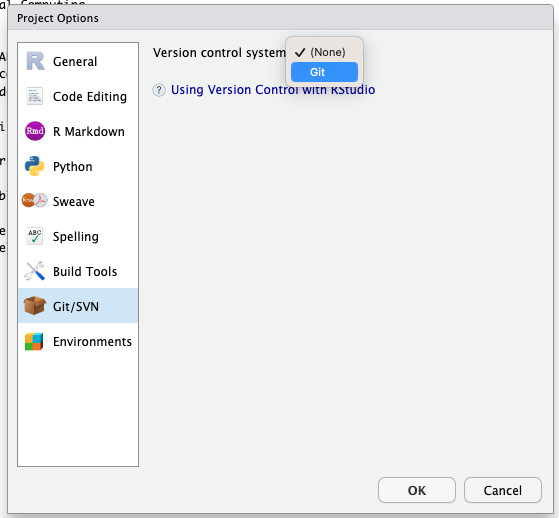 al Computing
Project Options
General
Code Editing
R Markdown
Python
Sweave
Spelling
Build Tools
Git/SVN
Environments
Version control system
✓ (None)
Git
? Using Version Control with RStudio
OK
Cancel